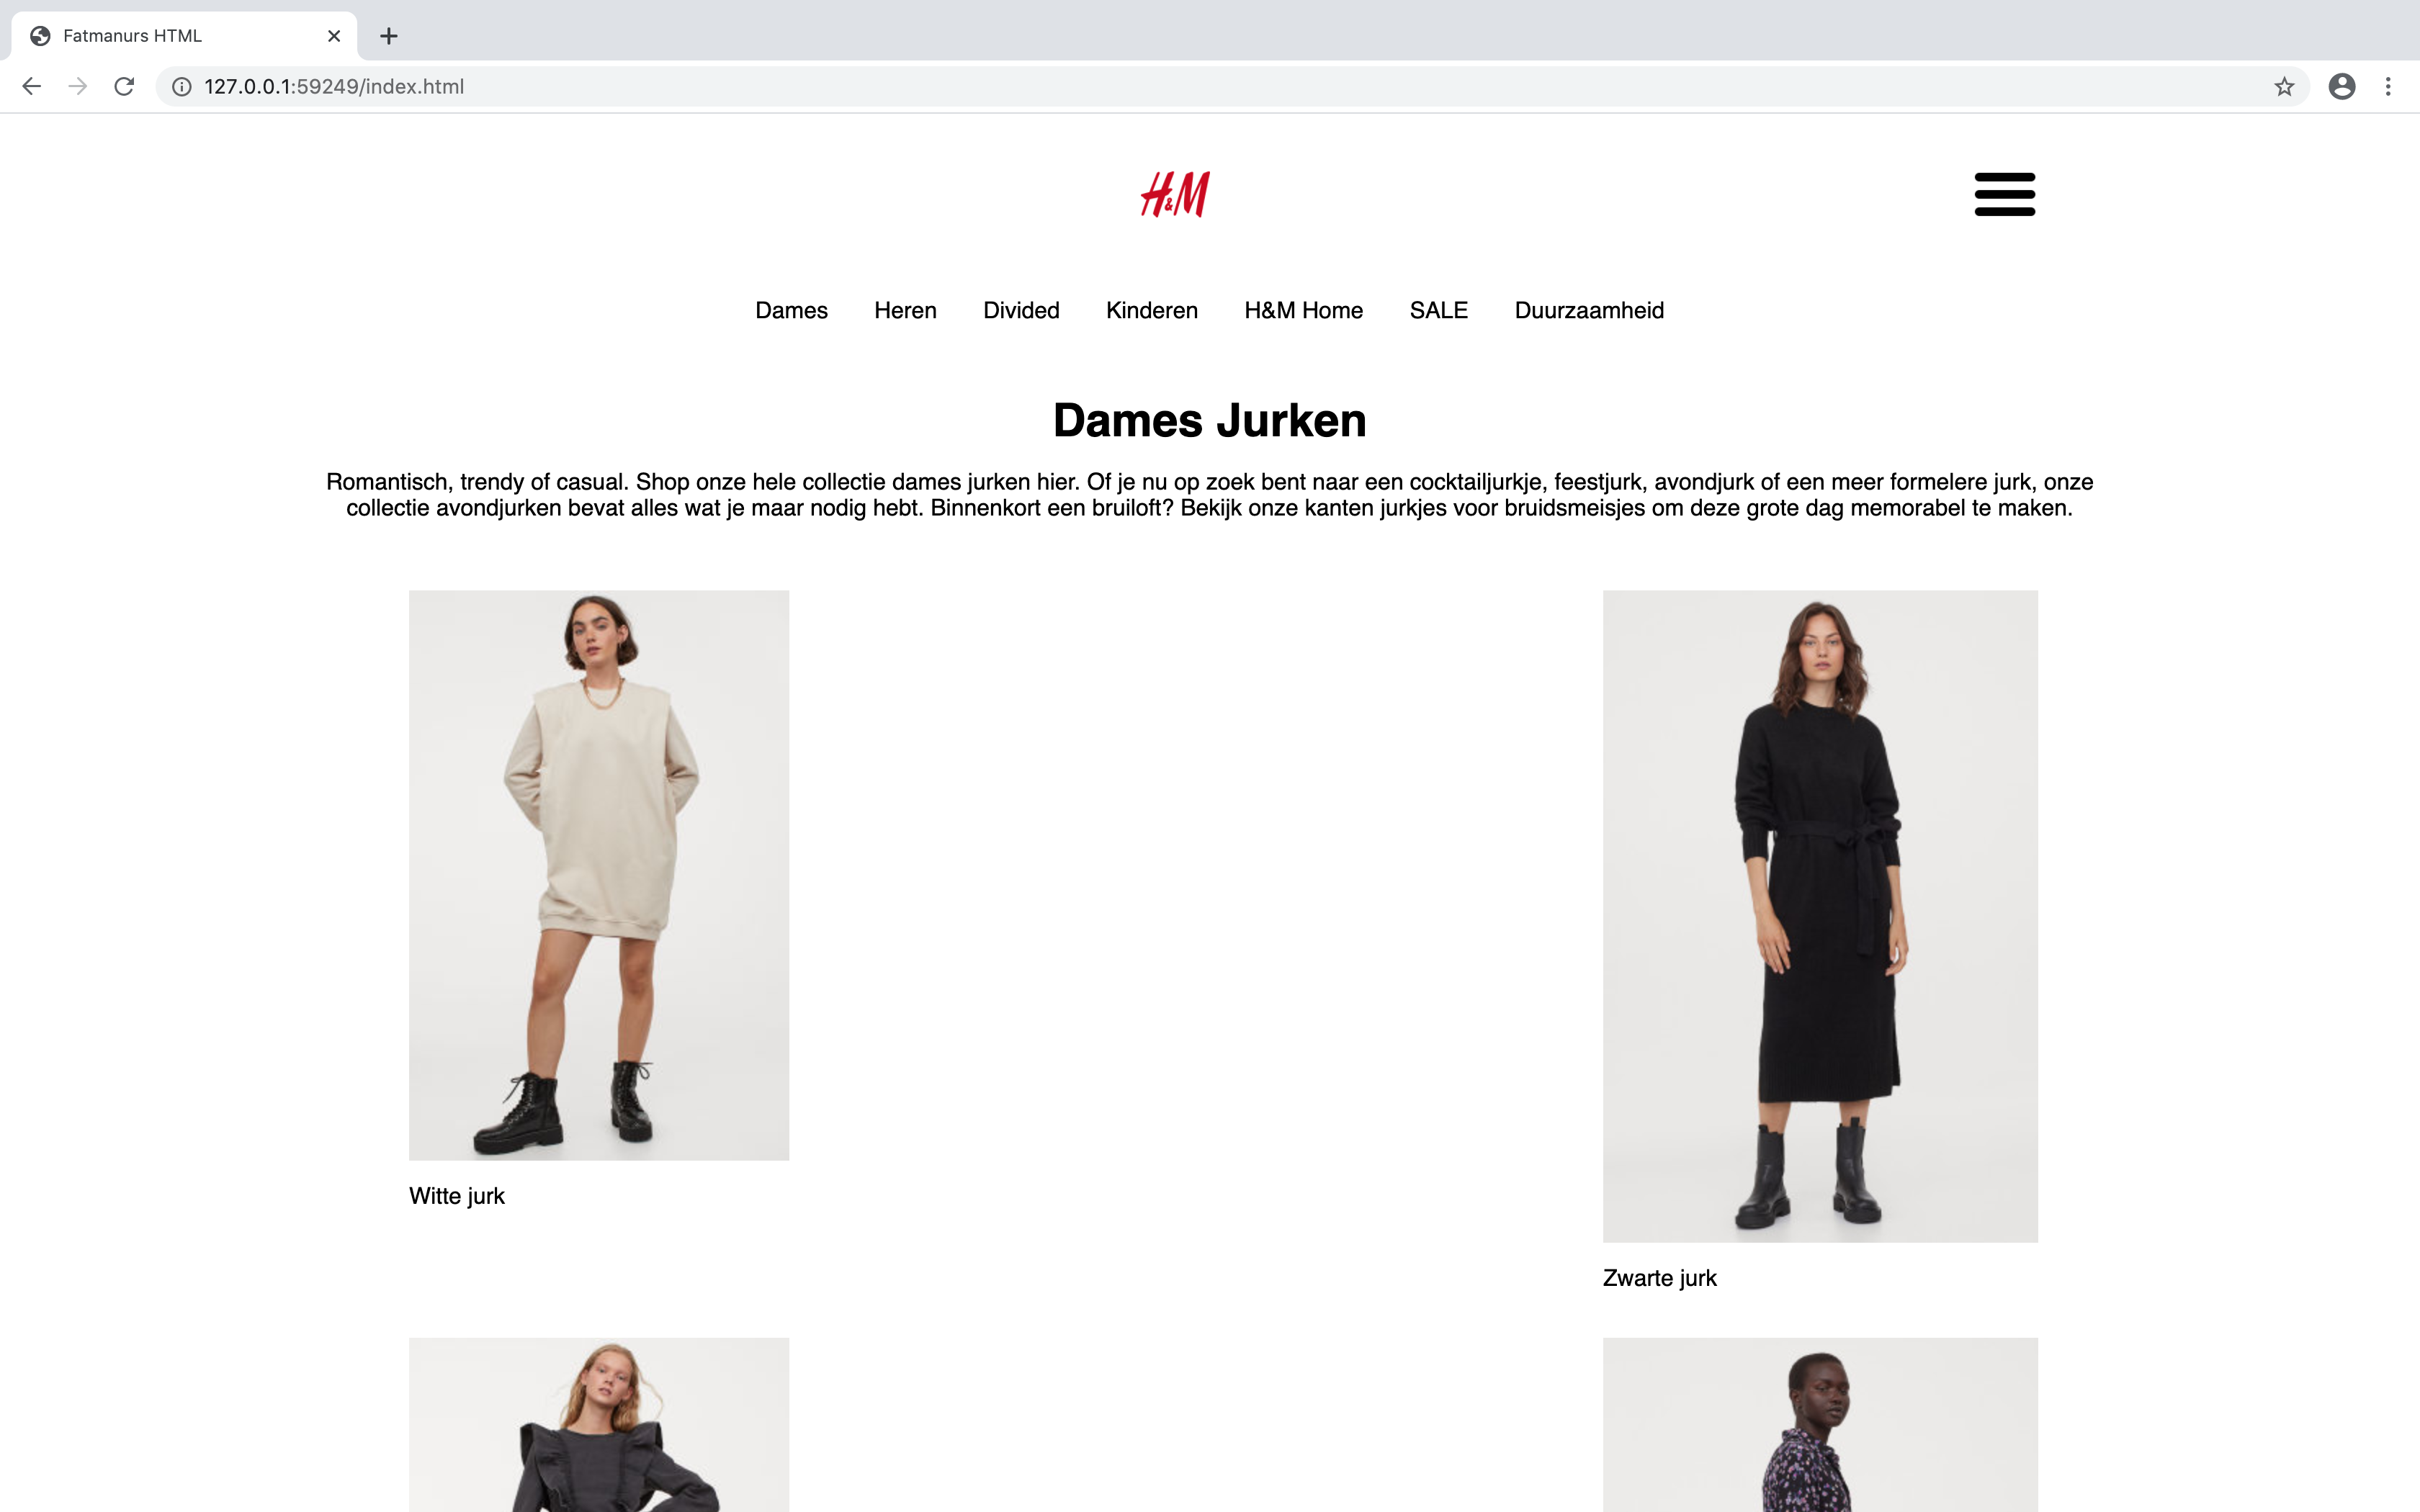 Fatmanurs HTML
127.0.0.1:59249/index.html
H&M
Dames Heren Divided Kinderen H&M Home SALE Duurzaamheid
Dames Jurken
Romantisch, trendy of casual. Shop onze hele collectie dames jurken hier. Of je nu op zoek bent naar een cocktailjurkje, feestjurk, avondjurk of een meer formelere jurk, onze
collectie avondjurken bevat alles wat je maar nodig hebt. Binnenkort een bruiloft? Bekijk onze kanten jurkjes voor bruidsmeisjes om deze grote dag memorabel te maken.
Witte jurk
Zwarte jurk